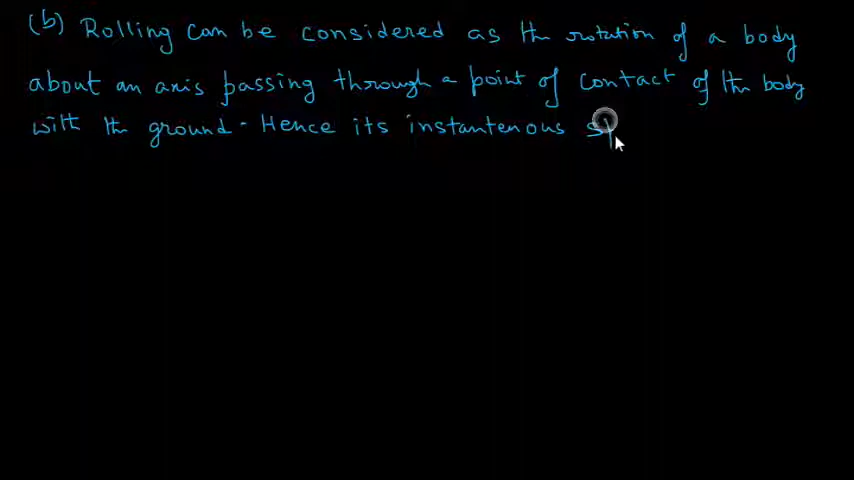 (b) Rolling can be considered as the rotation of a body
about an axis passing through a point of contact of the body
with the ground. Hence its instantenous